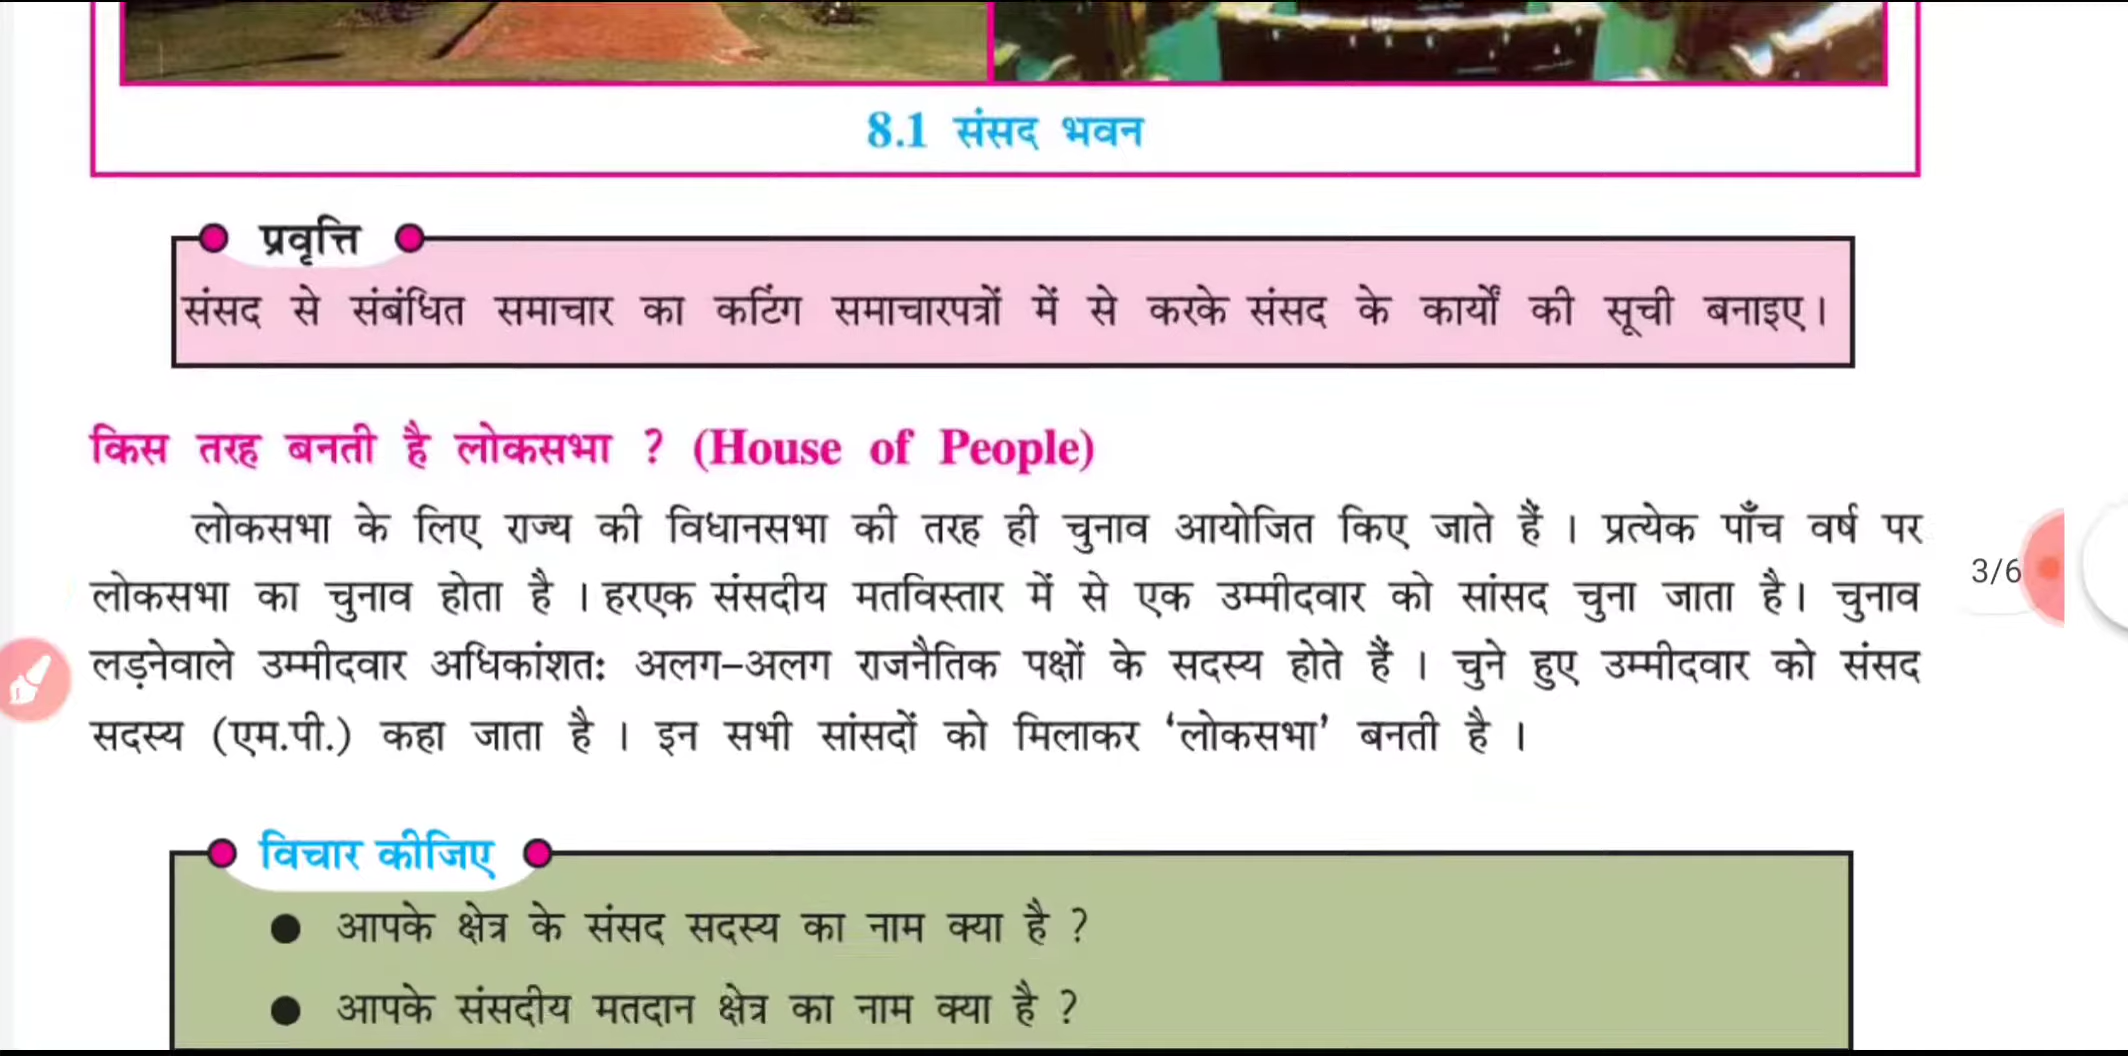 8.1 संसद भवन
प्रवृत्ति
संसद से संबंधित समाचार का कटिंग समाचारपत्रों में से करके संसद के कार्यों की सूची बनाइए।
किस तरह बनती है लोकसभा ? (House of People)
लोकसभा के लिए राज्य की विधानसभा की तरह ही चुनाव आयोजित किए जाते हैं । प्रत्येक पाँच वर्ष पर
लोकसभा का चुनाव होता है । हरएक संसदीय मतविस्तार में से एक उम्मीदवार को सांसद चुना जाता है। चुनाव
3/6
लड़नेवाले उम्मीदवार अधिकांशतः अलग-अलग राजनैतिक पक्षों के सदस्य होते हैं । चुने हुए उम्मीदवार को संसद
सदस्य (एम.पी.) कहा जाता है । इन सभी सांसदों को मिलाकर ‘लोकसभा’ बनती है ।
विचार कीजिए
● आपके क्षेत्र के संसद सदस्य का नाम क्या है ?
● आपके संसदीय मतदान क्षेत्र का नाम क्या है ?